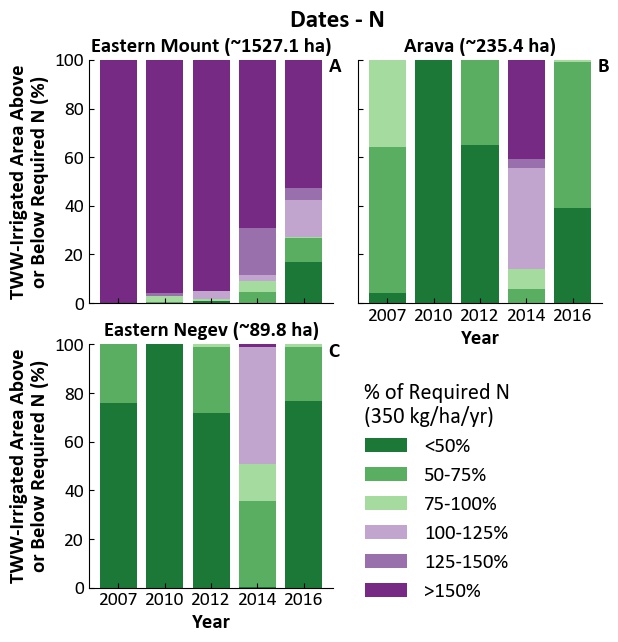 Dates - N
Eastern Mount (~1527.1 ha)
A
TWW-Irrigated Area Above
or Below Required N (%)
100
80
60
40
20
0
Arava (~235.4 ha)
B
2007 2010 2012 2014 2016
Year
Eastern Negev (~89.8 ha)
C
TWW-Irrigated Area Above
or Below Required N (%)
100
80
60
40
20
0
2007 2010 2012 2014 2016
Year
% of Required N
(350 kg/ha/yr)
<50%
50-75%
75-100%
100-125%
125-150%
>150%